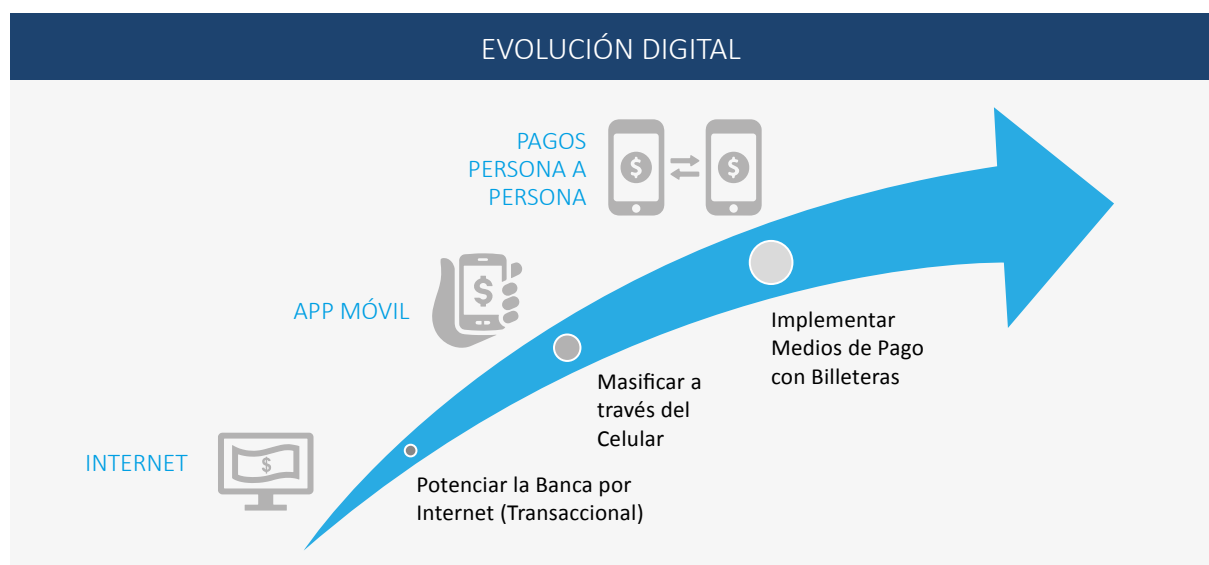 EVOLUCIÓN DIGITAL
PAGOS
PERSONA A
PERSONA
$
$
Implementar
Medios de Pago
con Billeteras
APP MÓVIL
$
Masificar a
través del
Celular
INTERNET
$
Potenciar la Banca por
Internet (Transaccional)